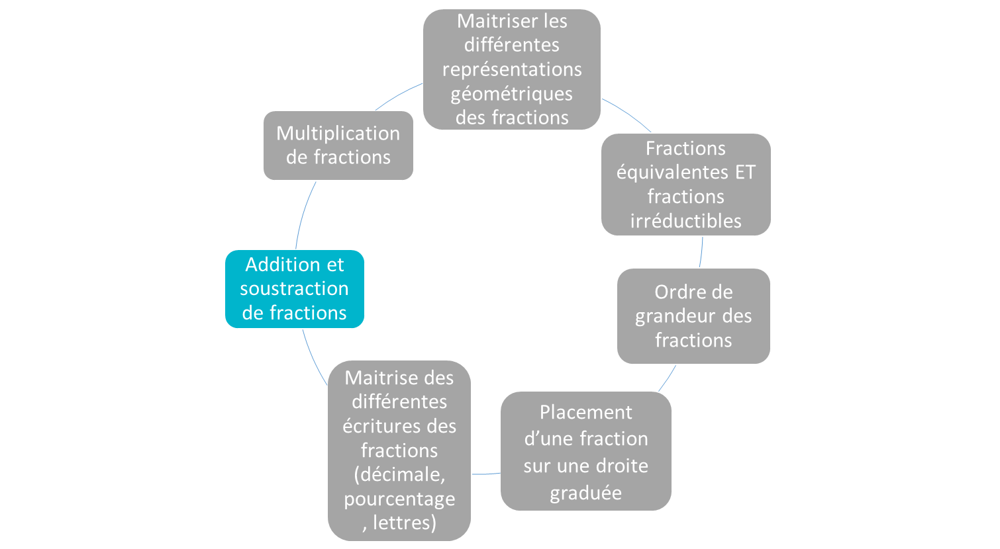 Maitriser les
différentes
représentations
géométriques
des fractions
Fractions
équivalentes ET
fractions
irréductibles
Ordre de
grandeur des
fractions
Placement
d’une fraction
sur une droite
graduée
Maitrise des
différentes
écritures des
fractions
(décimale,
pourcentage
, lettres)
Addition et
soustraction
de fractions
Multiplication
de fractions